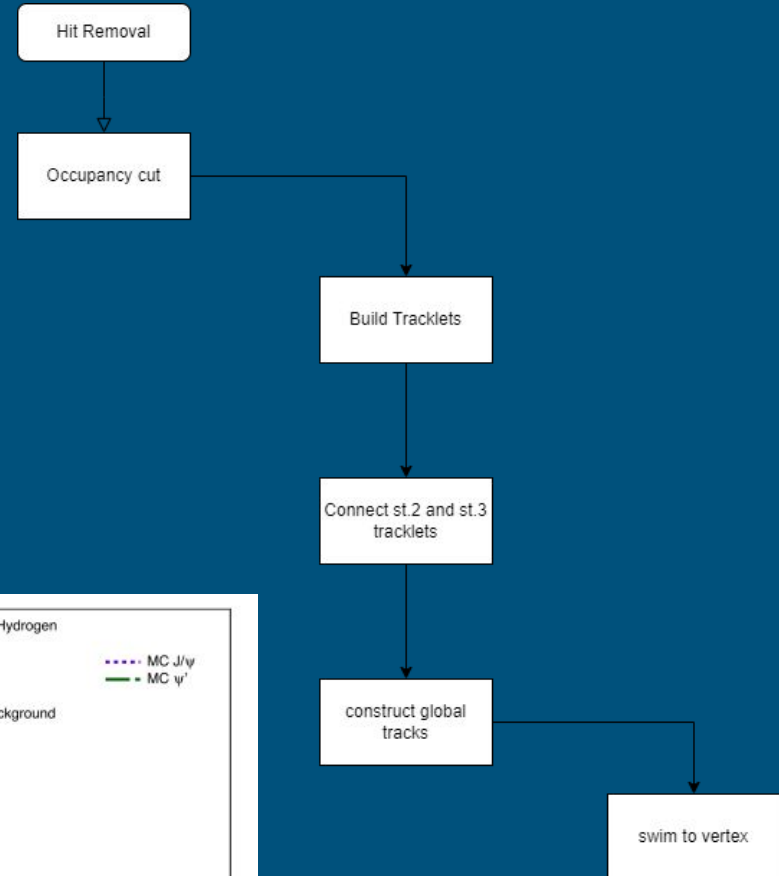 Hit Removal
Occupancy cut
Build Tracklets
Connect st.2 and st.3
tracklets
construct global
tracks
swim to vertex
Hydrogen
MC J/ψ
MC ψ'